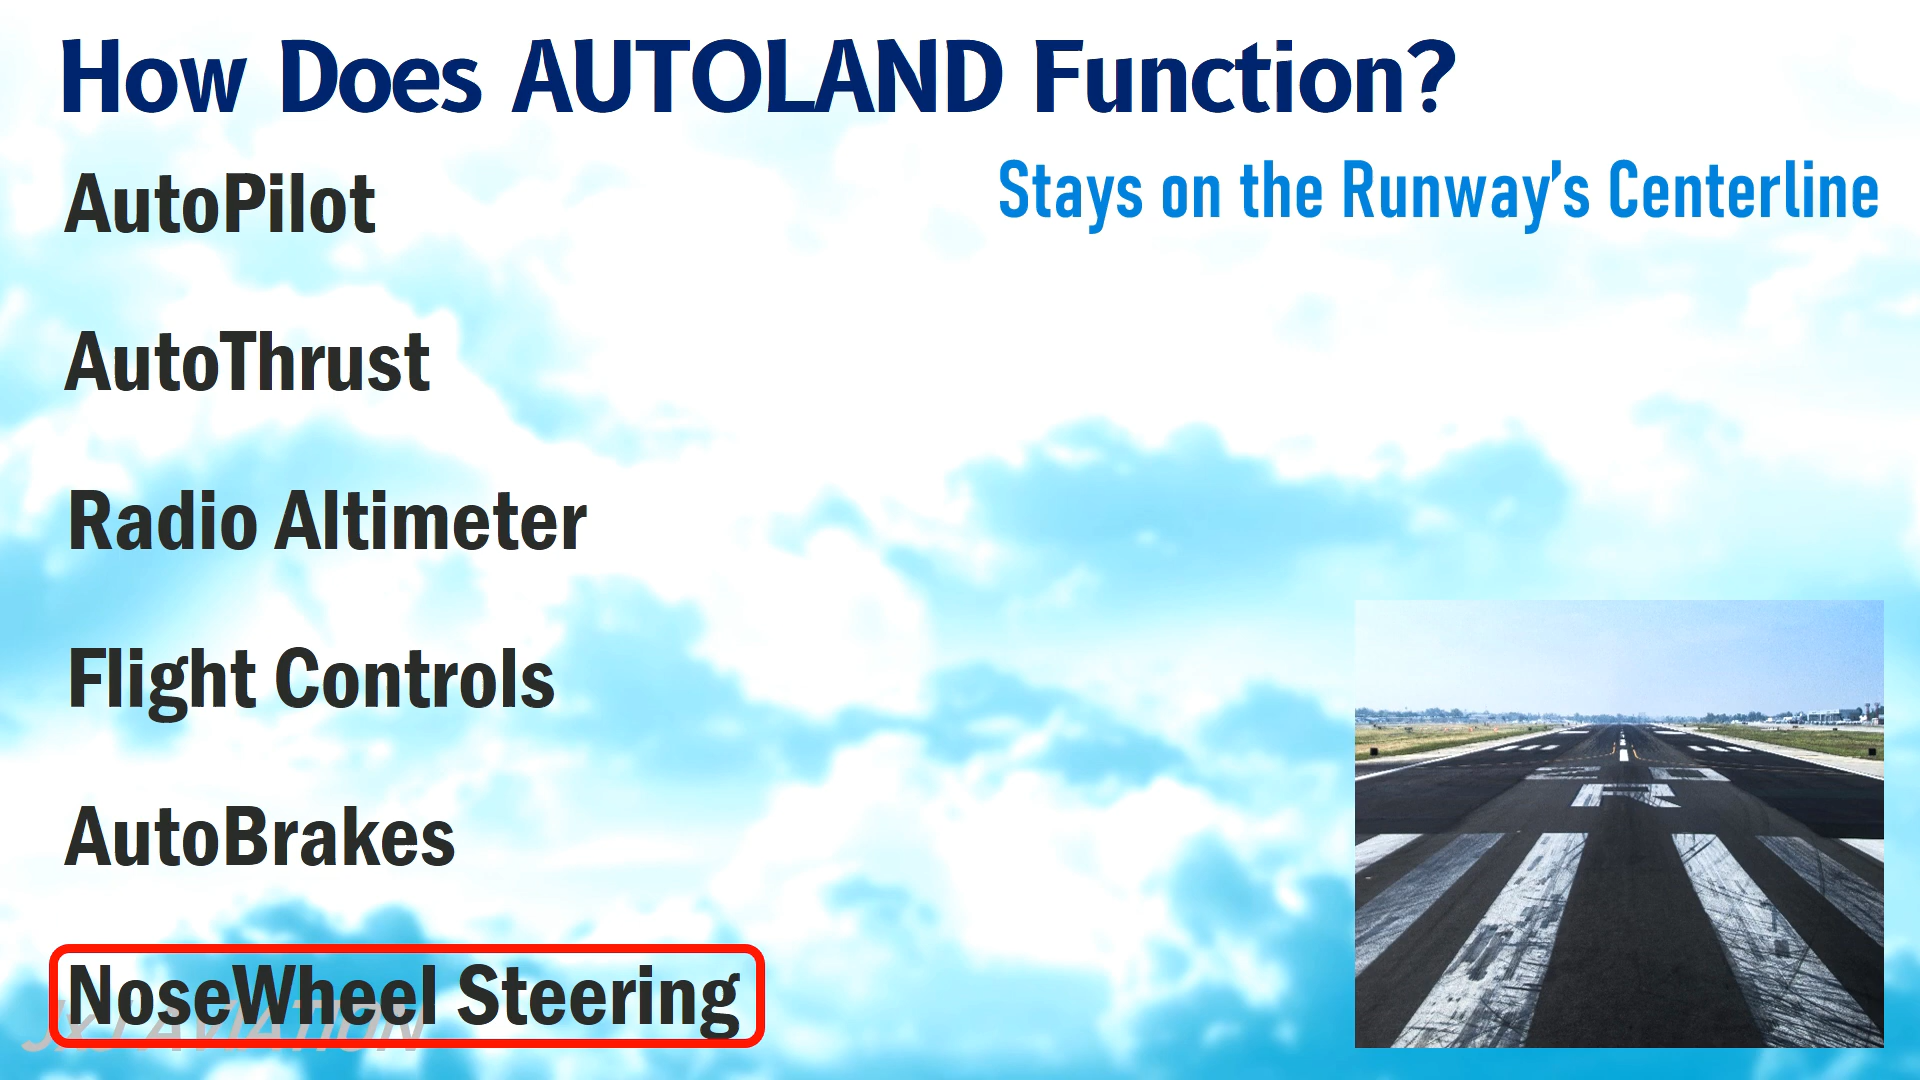 How Does AUTOLAND Function?
Stays on the Runway's Centerline
AutoPilot
AutoThrust
Radio Altimeter
Flight Controls
AutoBrakes
NoseWheel Steering
R